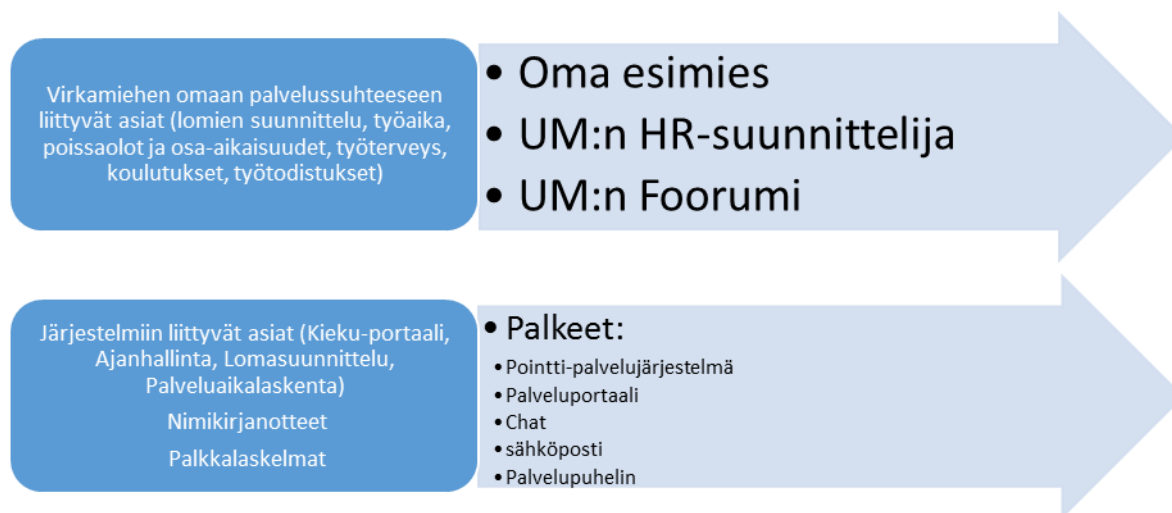 Virkamiehen omaan palvelussuhteeseen
liittyvät asiat (lomien suunnittelu, työaika,
poissaolot ja osa-aikaisuudet, työterveys,
koulutukset, työtodistukset)
• Oma esimies
• UM:n HR-suunnittelija
• UM:n Foorumi
Järjestelmiin liittyvät asiat (Kieku-portaali,
Ajanhallinta, Lomasuunnittelu,
Palveluaikalaskenta)
Nimikirjanotteet
Palkkalaskelmat
• Palkeet:
• Pointti-palvelujärjestelmä
• Palveluportaali
• Chat
• sähköposti
• Palvelupuhelin